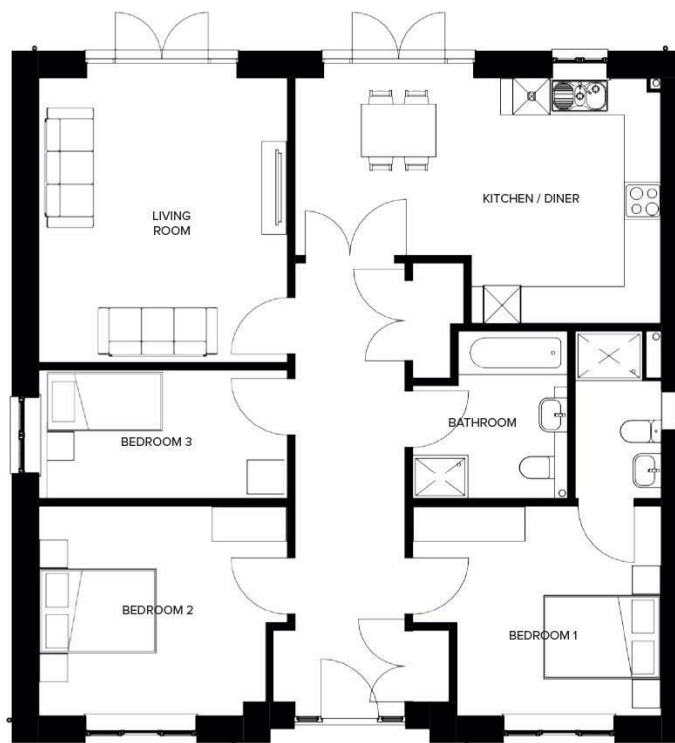 LIVING
ROOM
KITCHEN / DINER
BEDROOM 3
BATHROOM
BEDROOM 2
BEDROOM 1